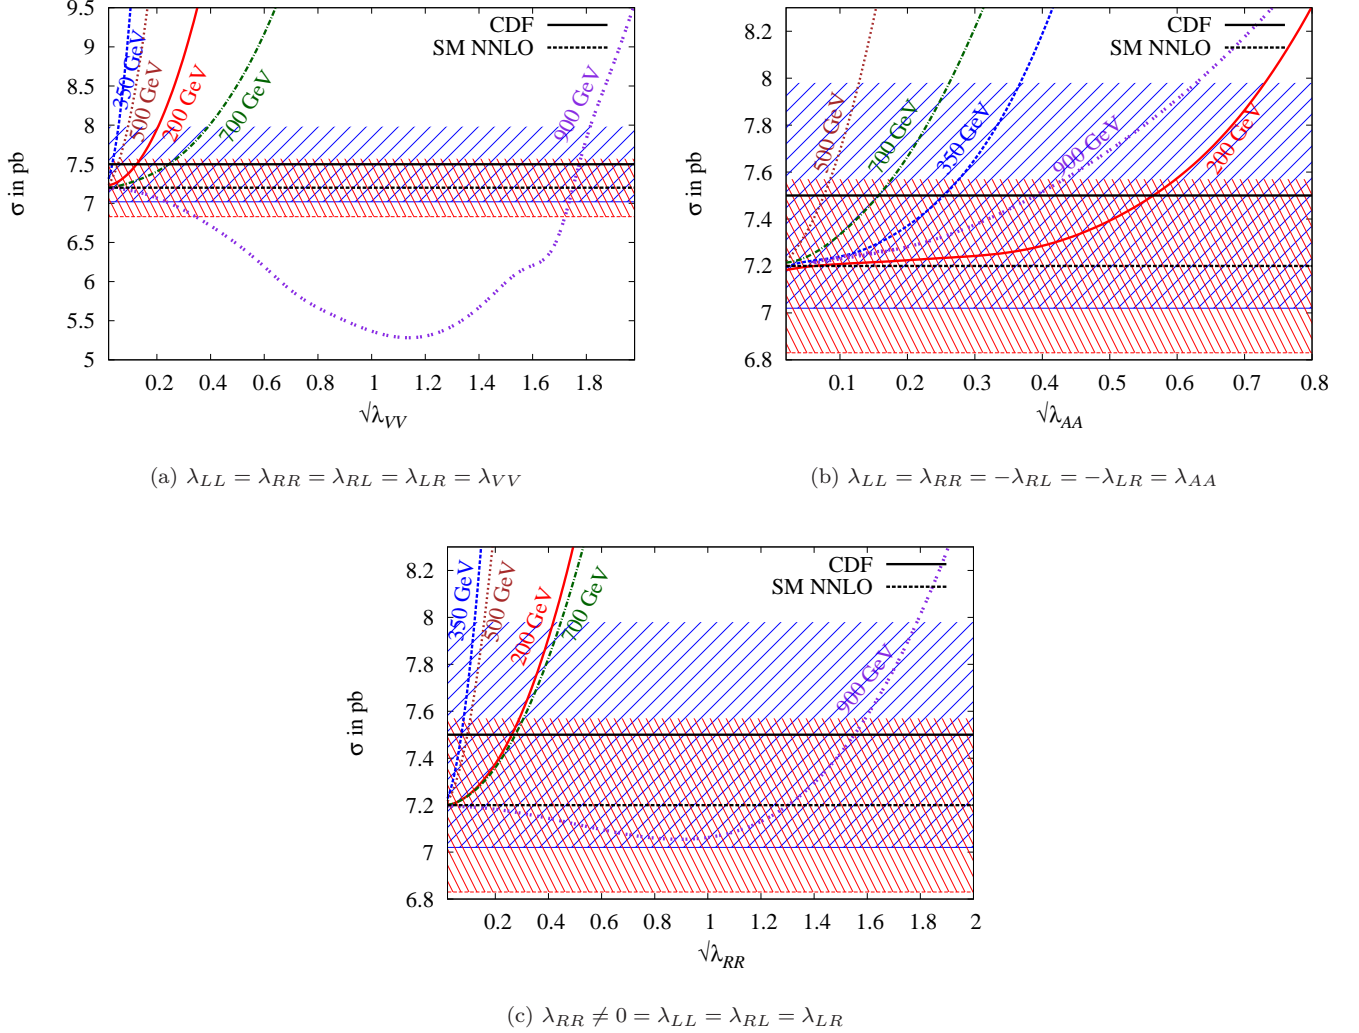 9.5
9
8.5
8
7.5
7
6.5
6
5.5
5
σ in pb
0.2 0.4 0.6 0.8 1 1.2 1.4 1.6 1.8
√λVV
CDF
SM NNLO
350 GeV
500 GeV
200 GeV
700 GeV
900 GeV
(a) λLL = λRR = λRL = λLR = λVV
8.2
8
7.8
7.6
7.4
7.2
7
6.8
σ in pb
0.1 0.2 0.3 0.4 0.5 0.6 0.7 0.8
√λAA
CDF
SM NNLO
500 GeV
700 GeV
350 GeV
900 GeV
200 GeV
(b) λLL = λRR = −λRL = −λLR = λAA
8.2
8
7.8
7.6
7.4
7.2
7
6.8
σ in pb
0.2 0.4 0.6 0.8 1 1.2 1.4 1.6 1.8 2
√λRR
CDF
SM NNLO
350 GeV
500 GeV
200 GeV
700 GeV
900 GeV
(c) λRR ≠ 0 = λLL = λRL = λLR